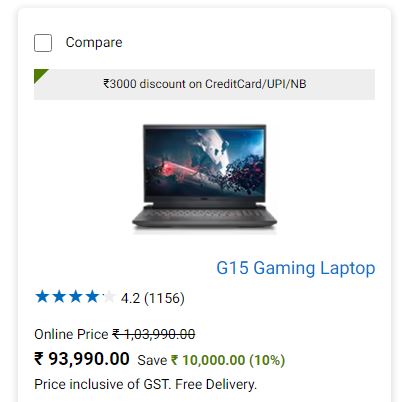 Compare
₹3000 discount on CreditCard/UPI/NB
G15 Gaming Laptop
4.2 (1156)
Online Price ₹ 1,03,990.00
₹ 93,990.00 Save ₹ 10,000.00 (10%)
Price inclusive of GST. Free Delivery.